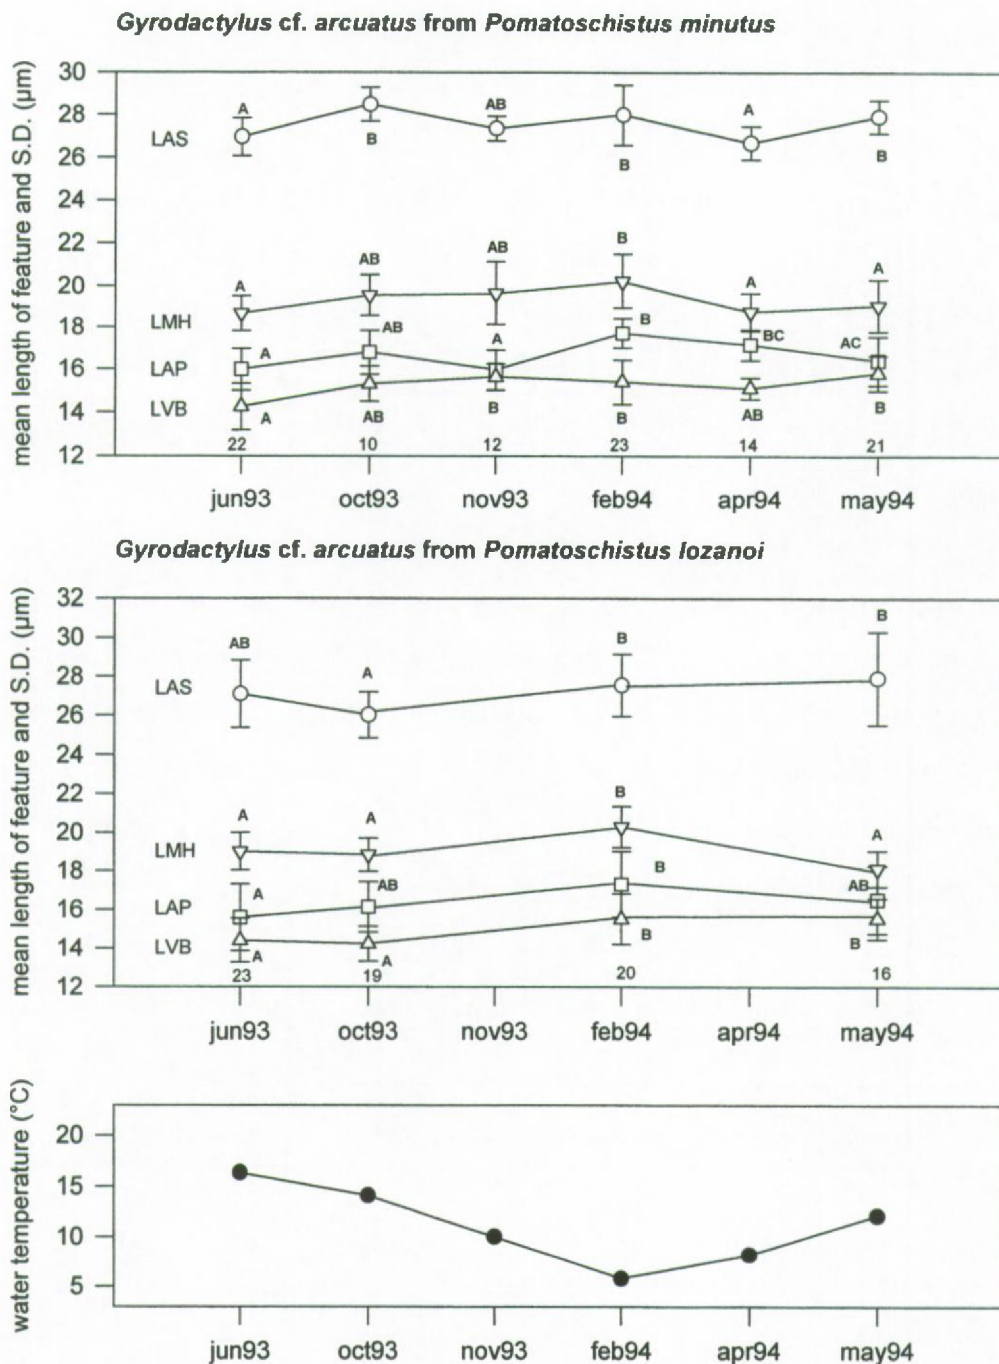 Gyrodactylus cf. arcuatus from Pomatoschistus minutus
mean length of feature and S.D. (µm)
30
28
26
24
22
20
18
16
14
12
LAS
LMH
LAP
LVB
A
B
AB
B
A
B
A
AB
AB
B
A
A
A
AB
A
B
BC
AC
A
AB
B
B
AB
B
22 10 12 23 14 21
jun93 oct93 nov93 feb94 apr94 may94
Gyrodactylus cf. arcuatus from Pomatoschistus lozanoi
mean length of feature and S.D. (µm)
32
30
28
26
24
22
20
18
16
14
12
LAS
LMH
LAP
LVB
AB
A
B
B
A
A
B
A
A
AB
B
AB
A
A
B
B
23 19 20 16
jun93 oct93 nov93 feb94 apr94 may94
water temperature (°C)
20
15
10
5
jun93 oct93 nov93 feb94 apr94 may94